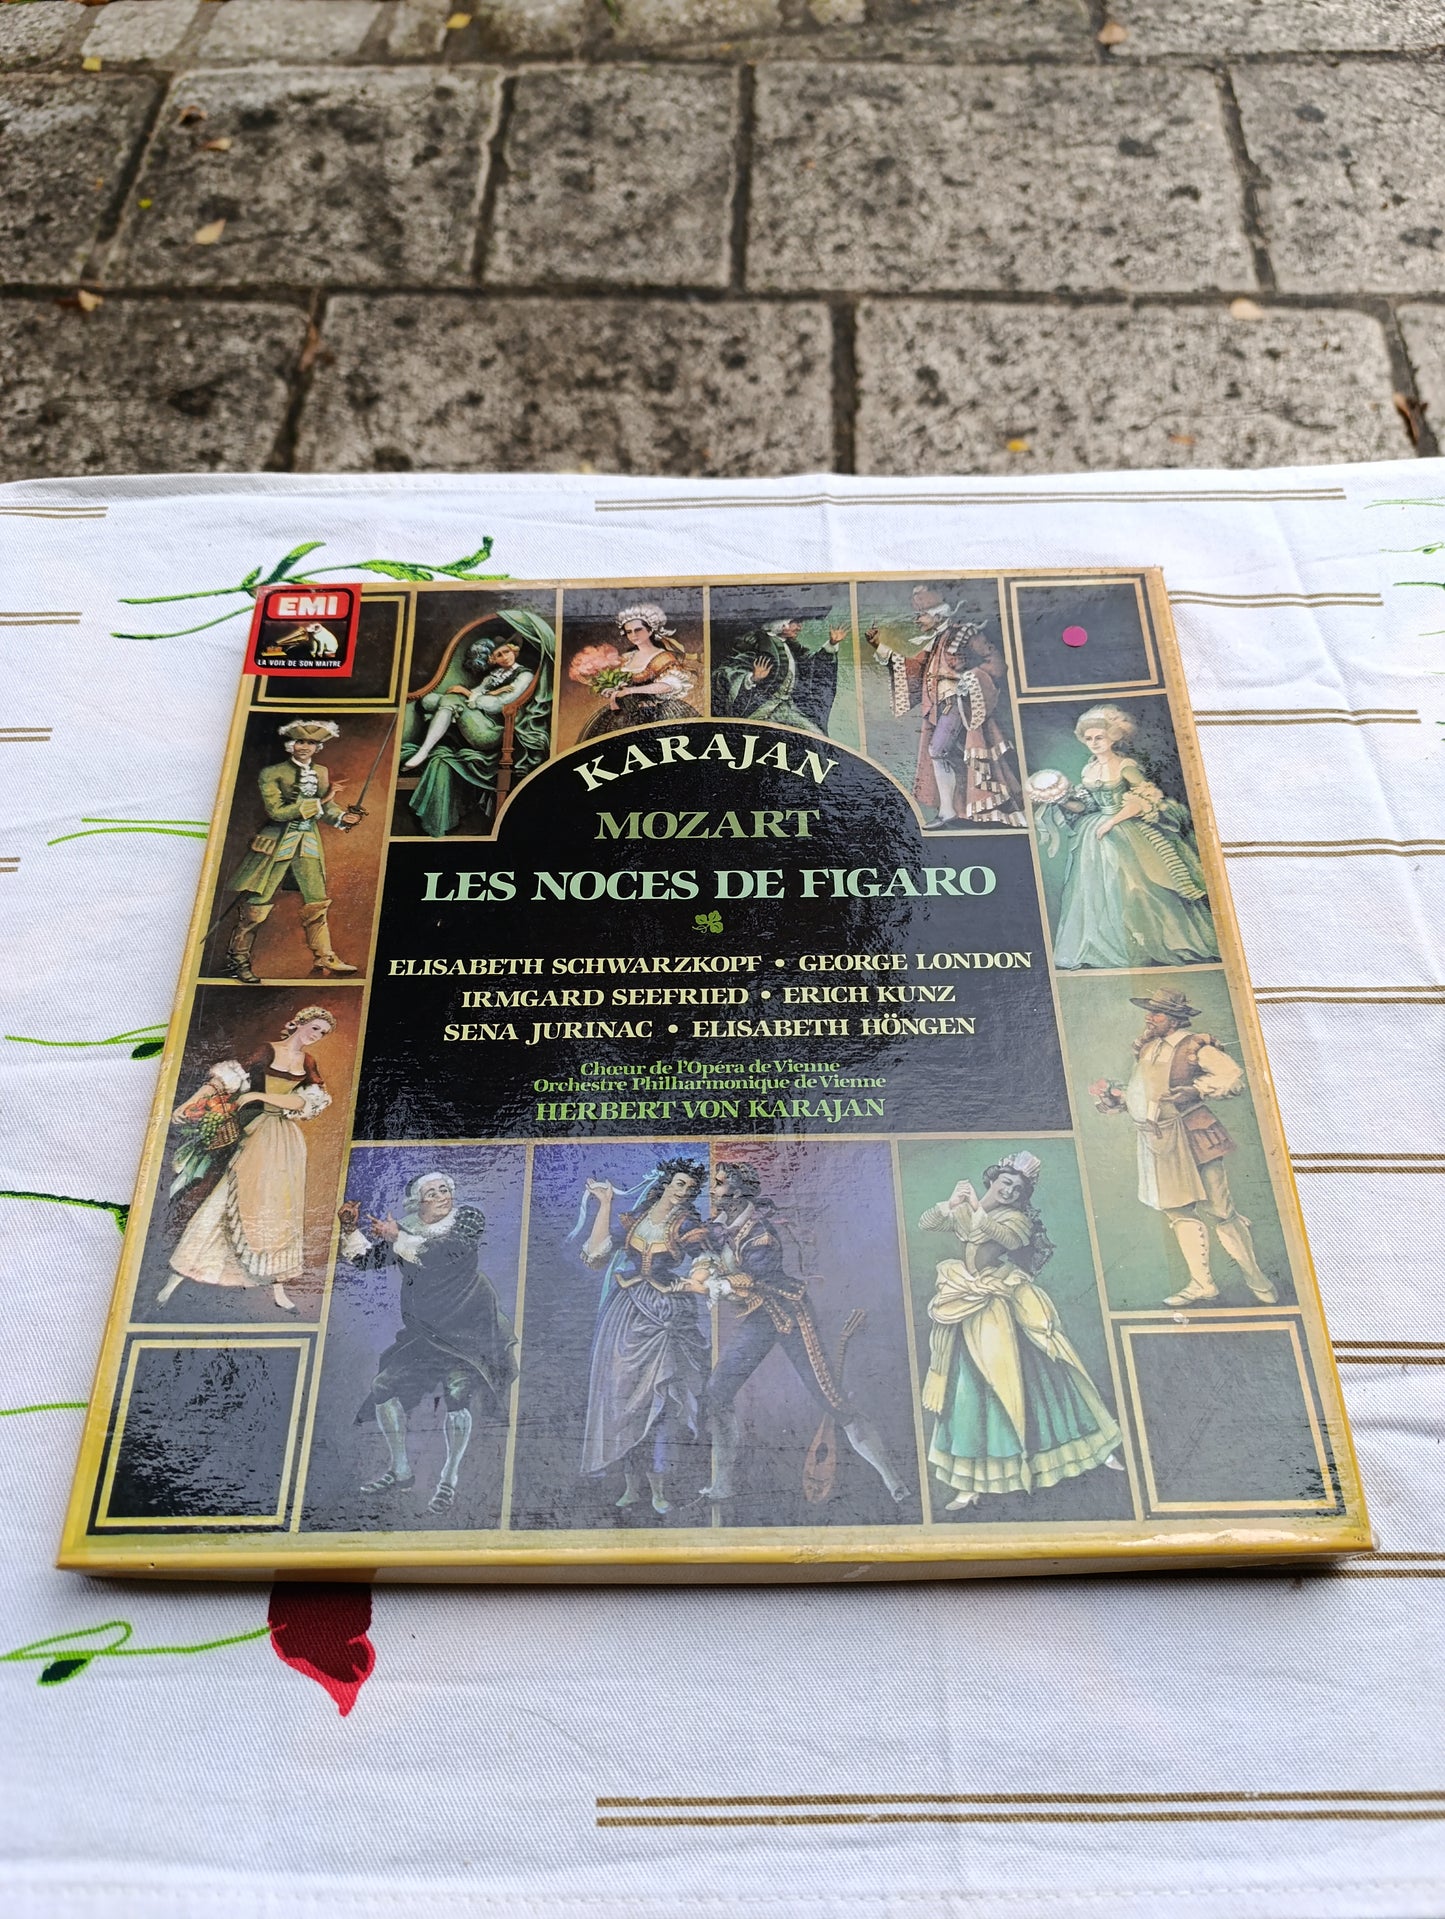 EMI
LA VOIX DE SON MAITRE
KARAJAN
MOZART
LES NOCES DE FIGARO
ELISABETH SCHWARZKOPF • GEORGE LONDON
IRMGARD SEEFRIED • ERICH KUNZ
SENA JURINAC • ELISABETH HÖNGEN
Chœur de l'Opéra de Vienne
Orchestre Philharmonique de Vienne
HERBERT VON KARAJAN